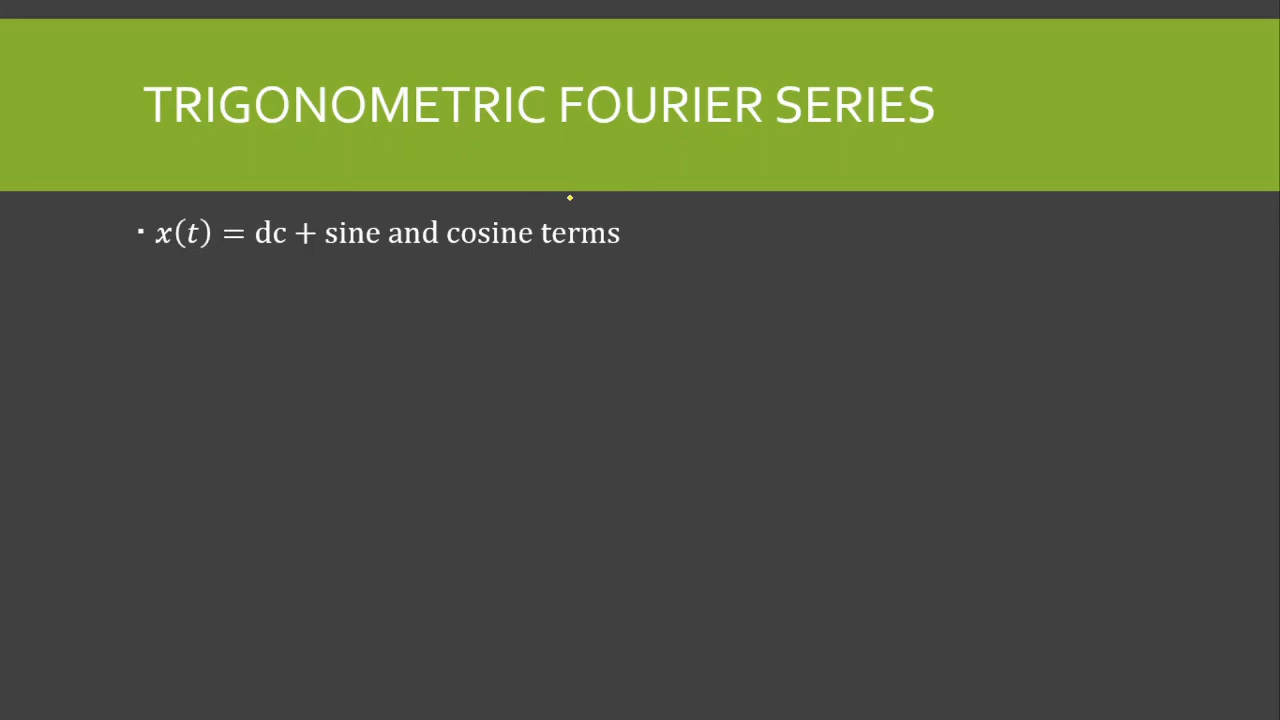 TRIGONOMETRIC FOURIER SERIES
▪ x(t) = dc + sine and cosine terms